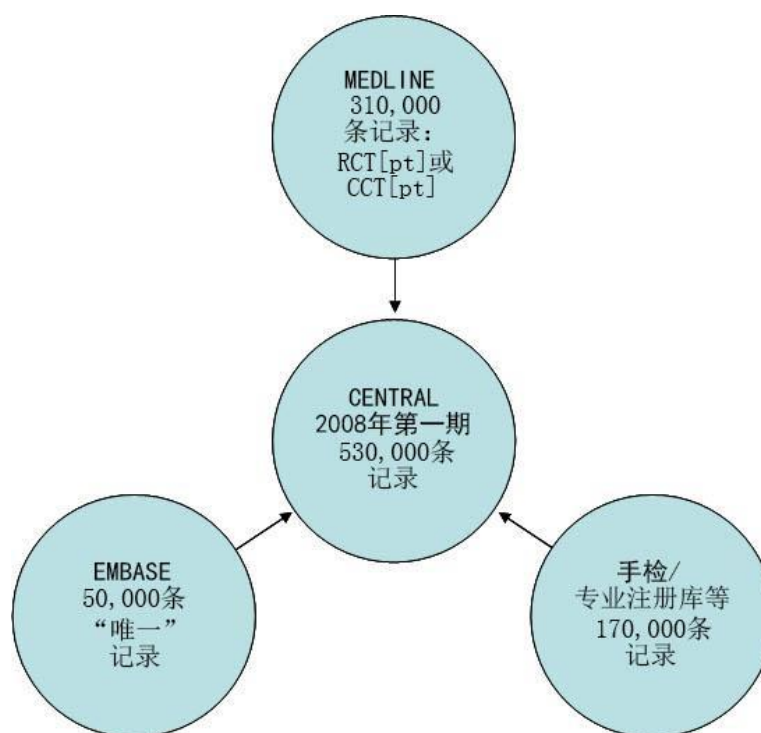 MEDLINE
310,000
条记录：
RCT[pt]或
CCT[pt]
CENTRAL
2008年第一期
530,000条
记录
EMBASE
50,000条
“唯一”
记录
手检/
专业注册库等
170,000条
记录